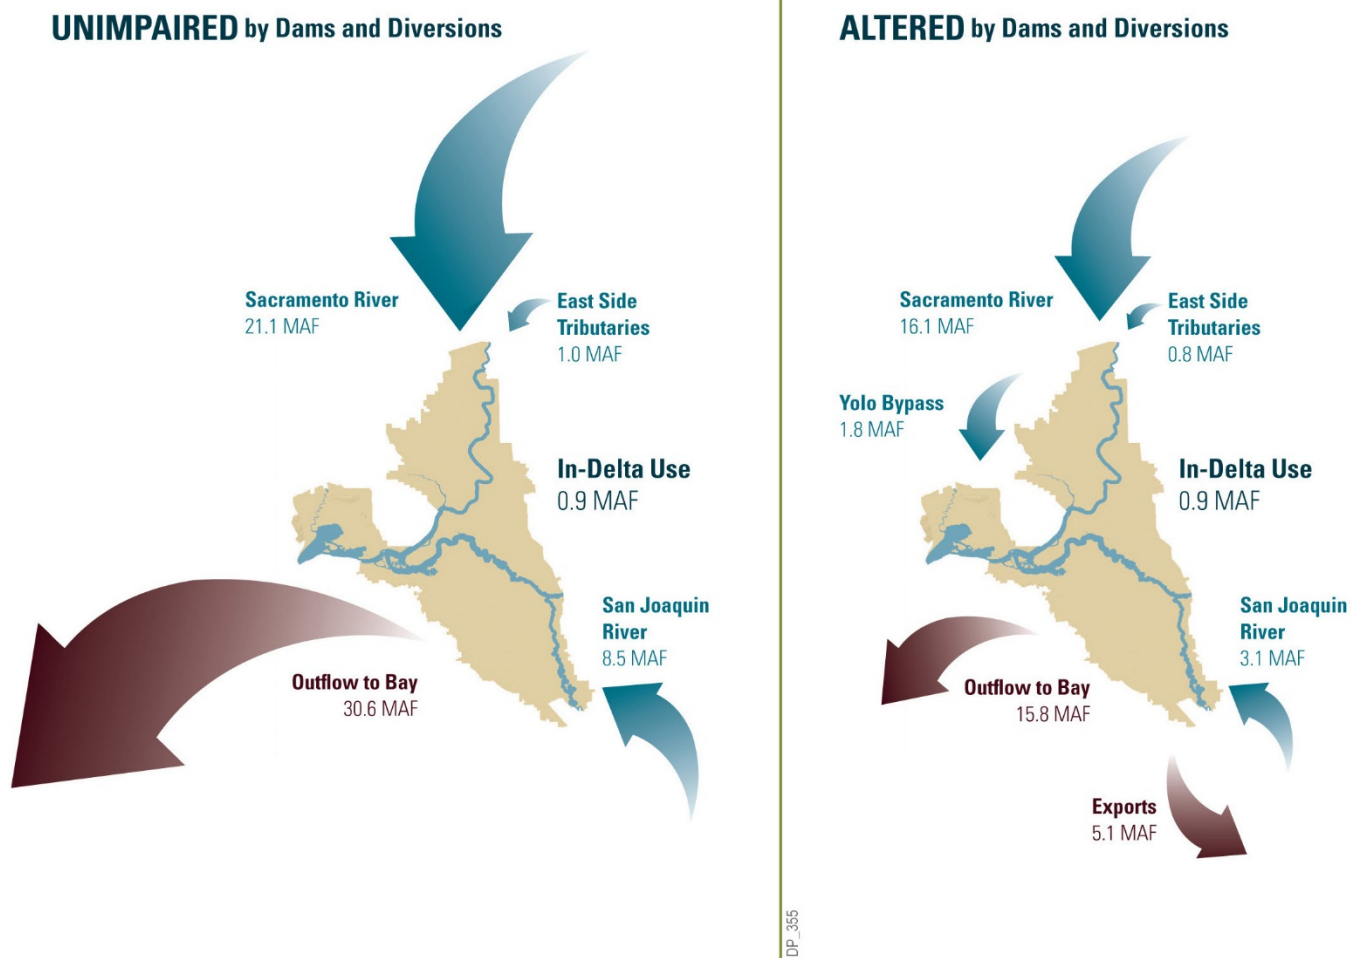 UNIMPAIRED by Dams and Diversions
Sacramento River
21.1 MAF
East Side
Tributaries
1.0 MAF
In-Delta Use
0.9 MAF
San Joaquin
River
8.5 MAF
Outflow to Bay
30.6 MAF
ALTERED by Dams and Diversions
Sacramento River
16.1 MAF
East Side
Tributaries
0.8 MAF
Yolo Bypass
1.8 MAF
In-Delta Use
0.9 MAF
San Joaquin
River
3.1 MAF
Outflow to Bay
15.8 MAF
Exports
5.1 MAF
DP_355